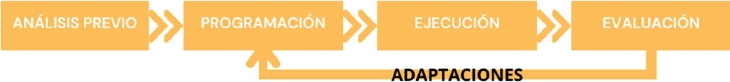 ANÁLISIS PREVIO
PROGRAMACIÓN
EJECUCIÓN
EVALUACIÓN
ADAPTACIONES